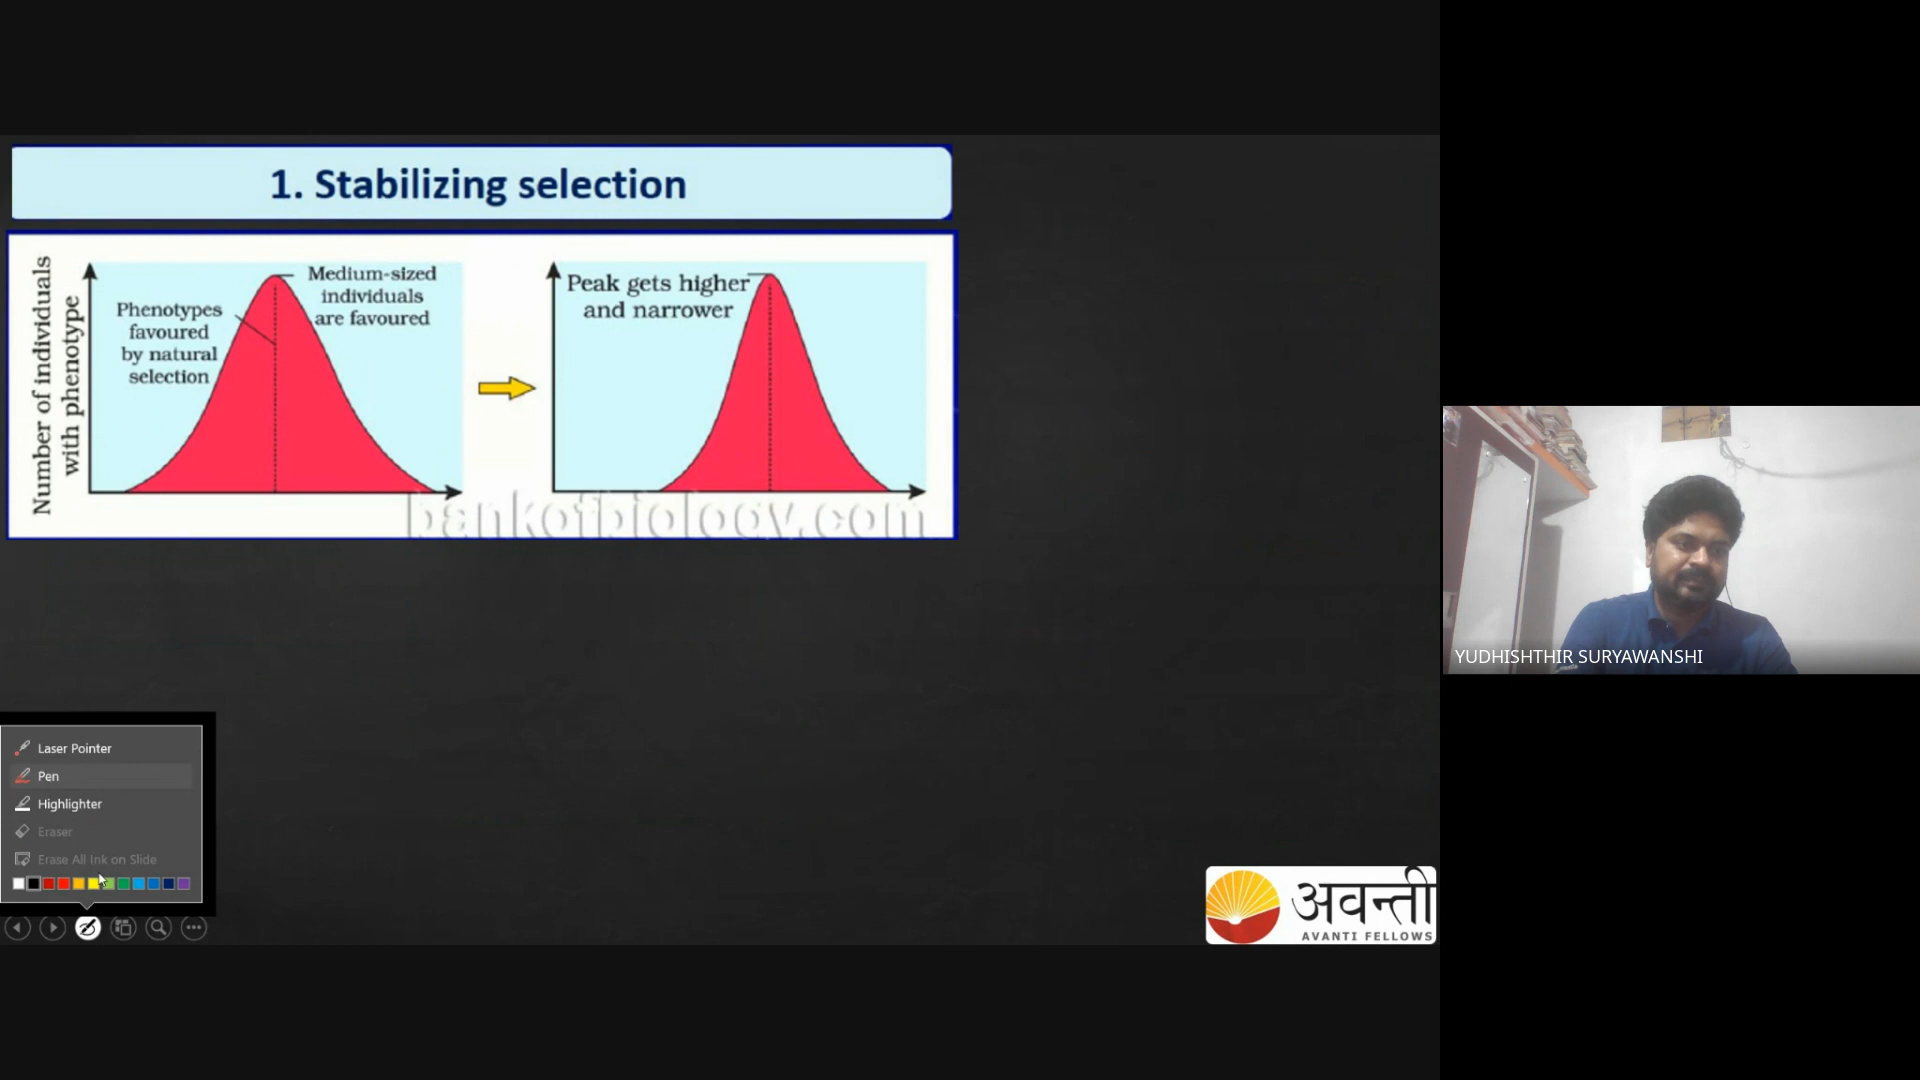 1. Stabilizing selection
Number of individuals
with phenotype
Phenotypes
favoured
by natural
selection
Medium-sized
individuals
are favoured
Peak gets higher
and narrower
bankofbiology.com
Laser Pointer
Pen
Highlighter
Eraser
Erase All Ink on Slide
अवन्ती
AVANTI FELLOWS
YUDHISHTHIR SURYAWANSHI